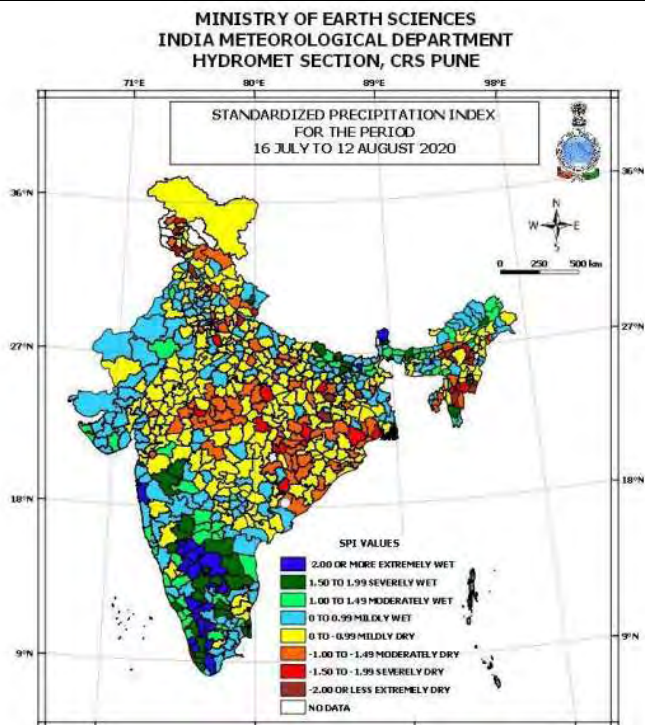 MINISTRY OF EARTH SCIENCES
INDIA METEOROLOGICAL DEPARTMENT
HYDROMET SECTION, CRS PUNE
71°E 80°E 89°E 98°E
STANDARDIZED PRECIPITATION INDEX
FOR THE PERIOD
16 JULY TO 12 AUGUST 2020
36°N
36°N
N
W E
S
0 250 500 km
27°N
27°N
18°N
18°N
9°N
9°N
SPI VALUES
2.00 OR MORE EXTREMELY WET
1.50 TO 1.99 SEVERELY WET
1.00 TO 1.49 MODERATELY WET
0 TO 0.99 MILDLY WET
0 TO -0.99 MILDLY DRY
-1.00 TO -1.49 MODERATELY DRY
-1.50 TO -1.99 SEVERELY DRY
-2.00 OR LESS EXTREMELY DRY
NO DATA